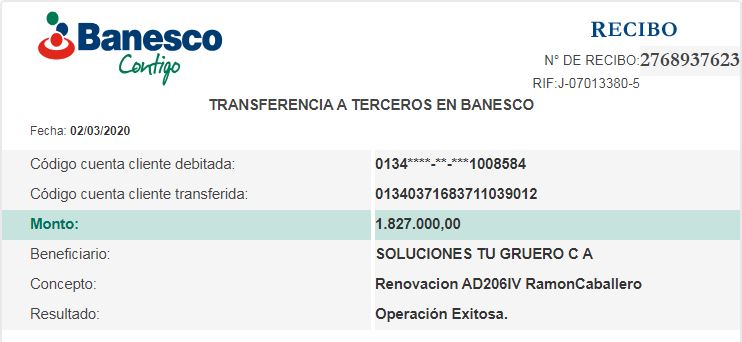 Banesco
Contigo
RECIBO
N° DE RECIBO:2768937623
RIF:J-07013380-5
TRANSFERENCIA A TERCEROS EN BANESCO
Fecha: 02/03/2020
Código cuenta cliente debitada: 0134****-**-***1008584
Código cuenta cliente transferida: 01340371683711039012
Monto: 1.827.000,00
Beneficiario: SOLUCIONES TU GRUERO C A
Concepto: Renovacion AD206IV RamonCaballero
Resultado: Operación Exitosa.